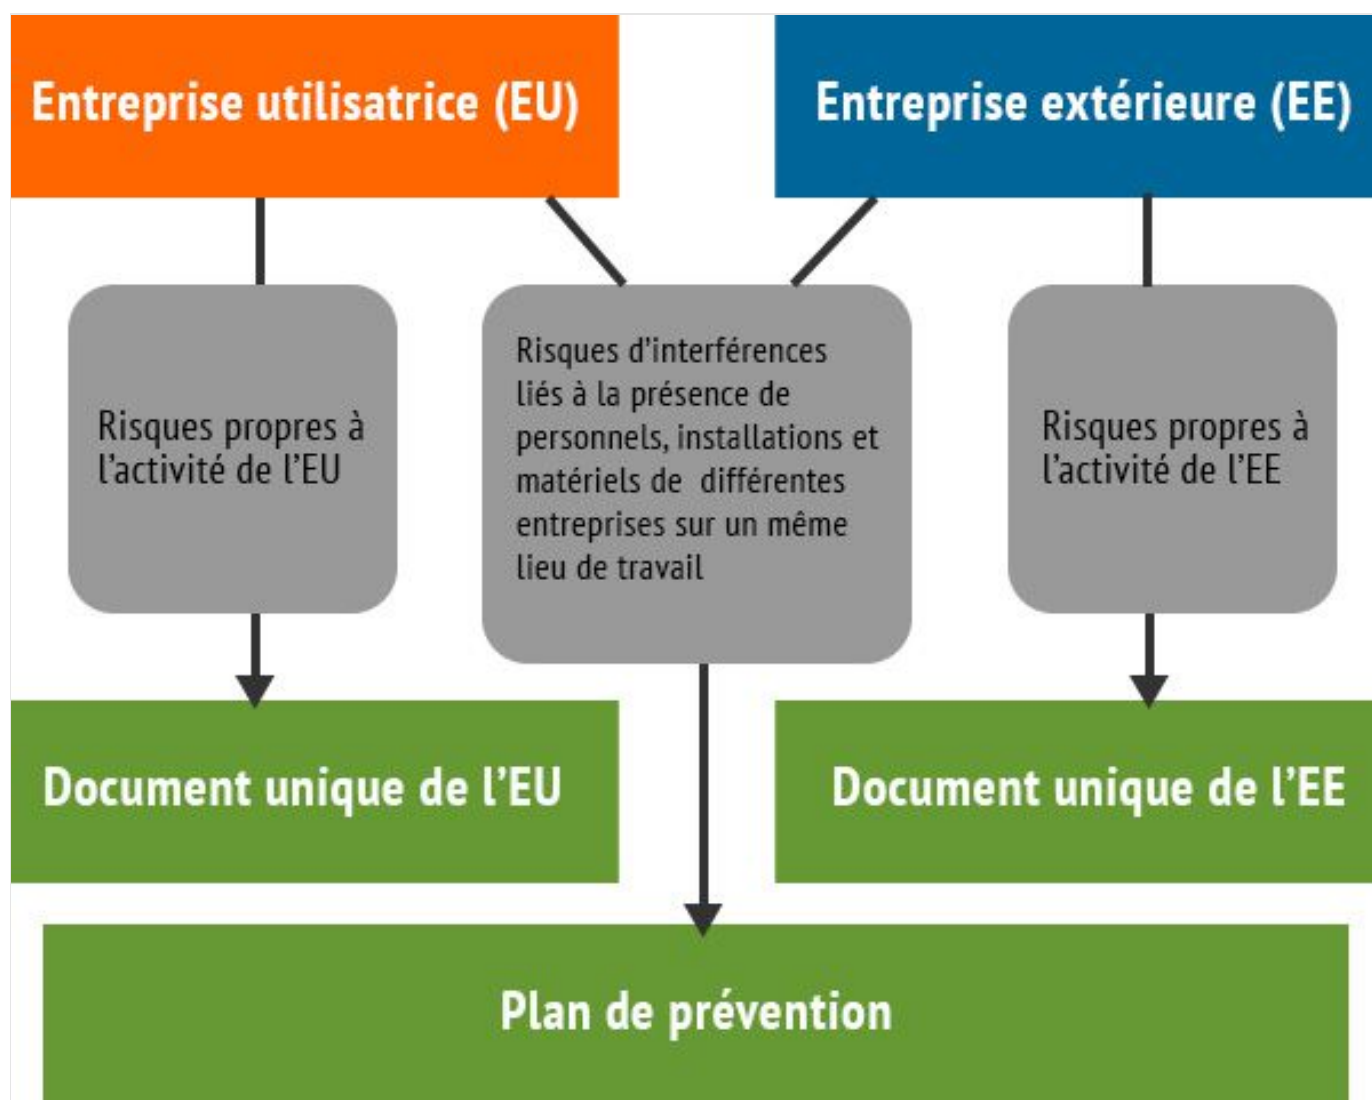 Entreprise utilisatrice (EU)
Entreprise extérieure (EE)
Risques propres à
l'activité de l'EU
Risques d'interférences
liés à la présence de
personnels, installations et
matériels de  différentes
entreprises sur un même
lieu de travail
Risques propres à
l'activité de l'EE
Document unique de l'EU
Document unique de l'EE
Plan de prévention